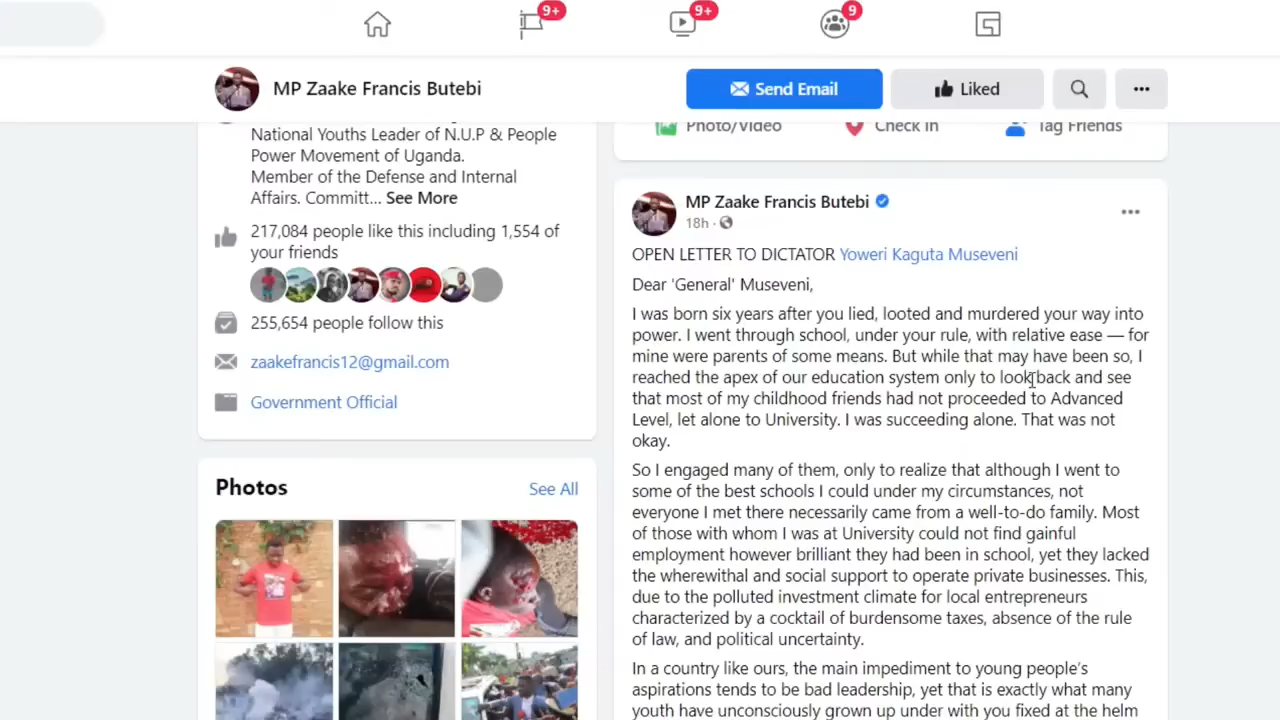 9+
9+
9
MP Zaake Francis Butebi
Send Email
Liked
National Youths Leader of N.U.P & People
Power Movement of Uganda.
Member of the Defense and Internal
Affairs. Committ... See More
217,084 people like this including 1,554 of
your friends
255,654 people follow this
zaakefrancis12@gmail.com
Government Official
Photos
See All
Photo/Video
Check in
Tag Friends
MP Zaake Francis Butebi
18h ·
OPEN LETTER TO DICTATOR Yoweri Kaguta Museveni
Dear 'General' Museveni,
I was born six years after you lied, looted and murdered your way into
power. I went through school, under your rule, with relative ease — for
mine were parents of some means. But while that may have been so, I
reached the apex of our education system only to look back and see
that most of my childhood friends had not proceeded to Advanced
Level, let alone to University. I was succeeding alone. That was not
okay.
So I engaged many of them, only to realize that although I went to
some of the best schools I could under my circumstances, not
everyone I met there necessarily came from a well-to-do family. Most
of those with whom I was at University could not find gainful
employment however brilliant they had been in school, yet they lacked
the wherewithal and social support to operate private businesses. This,
due to the polluted investment climate for local entrepreneurs
characterized by a cocktail of burdensome taxes, absence of the rule
of law, and political uncertainty.
In a country like ours, the main impediment to young people's
aspirations tends to be bad leadership, yet that is exactly what many
youth have unconsciously grown up under with you fixed at the helm